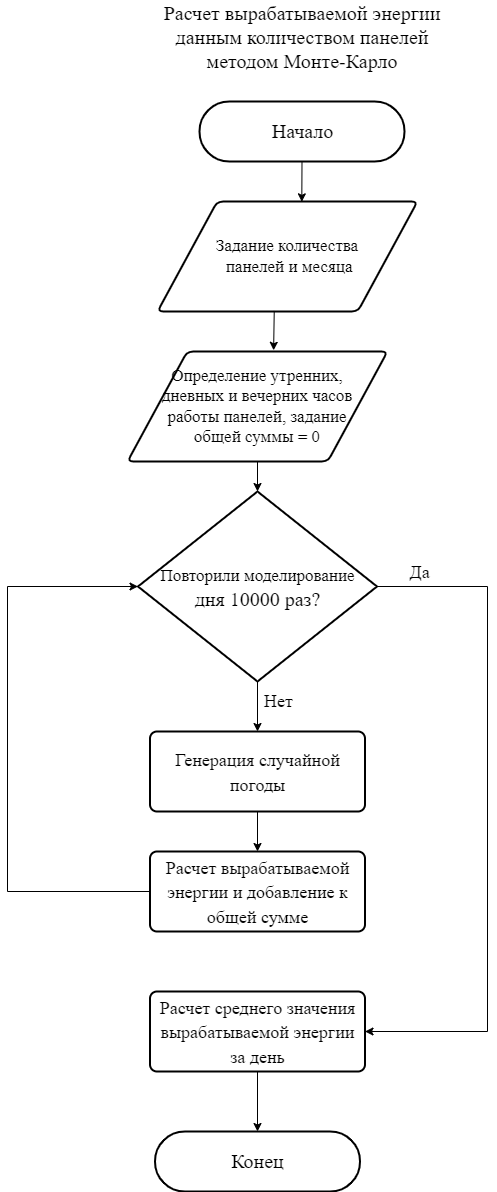 Расчет вырабатываемой энергии
данным количеством панелей
методом Монте-Карло
Начало
Задание количества
панелей и месяца
Определение утренних,
дневных и вечерних часов
работы панелей, задание
общей суммы = 0
Повторили моделирование
дня 10000 раз?
Да
Нет
Генерация случайной
погоды
Расчет вырабатываемой
энергии и добавление к
общей сумме
Расчет среднего значения
вырабатываемой энергии
за день
Конец